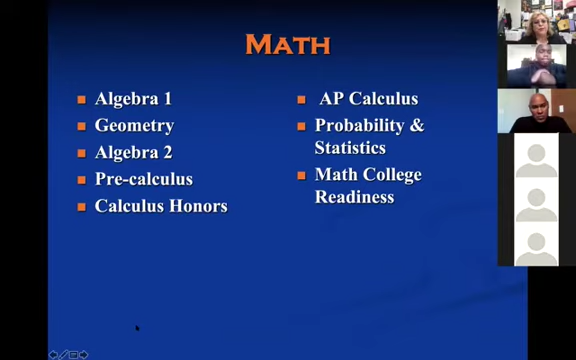 MATH
Algebra 1
Geometry
Algebra 2
Pre-calculus
Calculus Honors
AP Calculus
Probability &
Statistics
Math College
Readiness